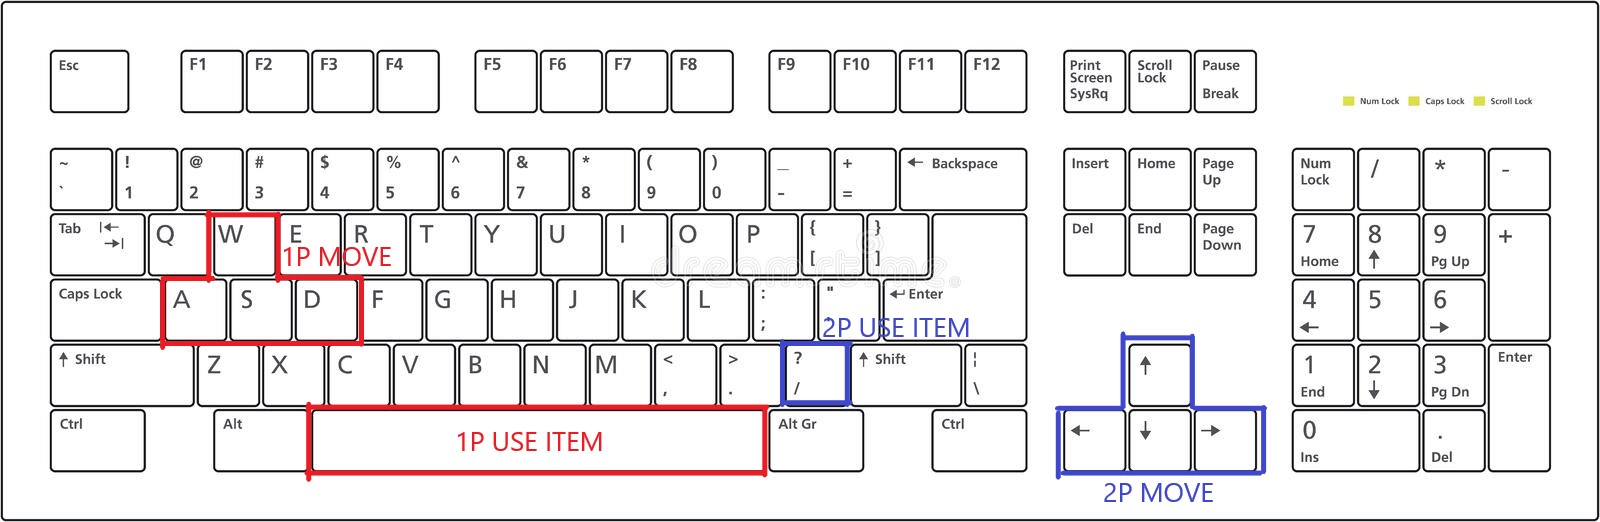 Esc F1 F2 F3 F4 F5 F6 F7 F8 F9 F10 F11 F12 Print Screen SysRq Scroll Lock Pause Break
Num Lock Caps Lock Scroll Lock
~ ` ! 1 @ 2 # 3 $ 4 % 5 ^ 6 & 7 * 8 ( 9 ) 0 _ - + = ← Backspace Insert Home Page Up Num Lock / * -
Tab |← →| Q W E R T Y U I O P { [ } ] Del End Page Down 7 Home 8 ↑ 9 Pg Up +
1P MOVE
dreamstime
Caps Lock A S D F G H J K L : ; " ' ← Enter 4 ← 5 6 →
2P USE ITEM
↑ Shift Z X C V B N M < , > . ? / ↑ Shift ¦ \ ↑ 1 End 2 ↓ 3 Pg Dn Enter
Ctrl Alt 1P USE ITEM Alt Gr Ctrl ← ↓ → 0 Ins . Del
2P MOVE